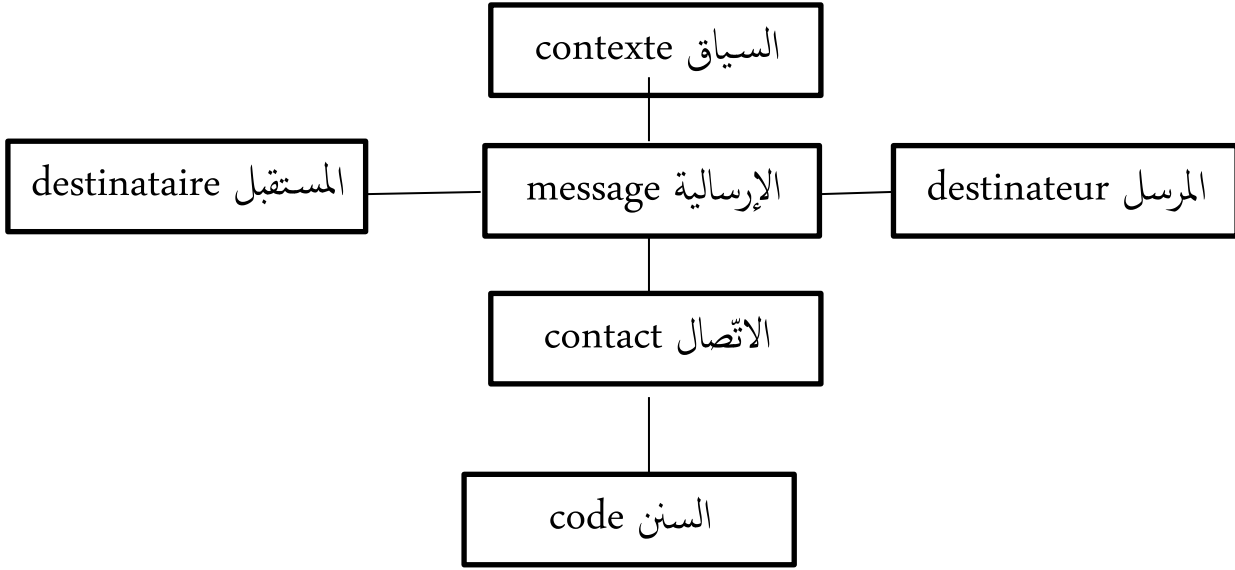 السياق contexte
المرسل destinateur
الإرسالية message
المستقبل destinataire
الاتّصال contact
السنن code